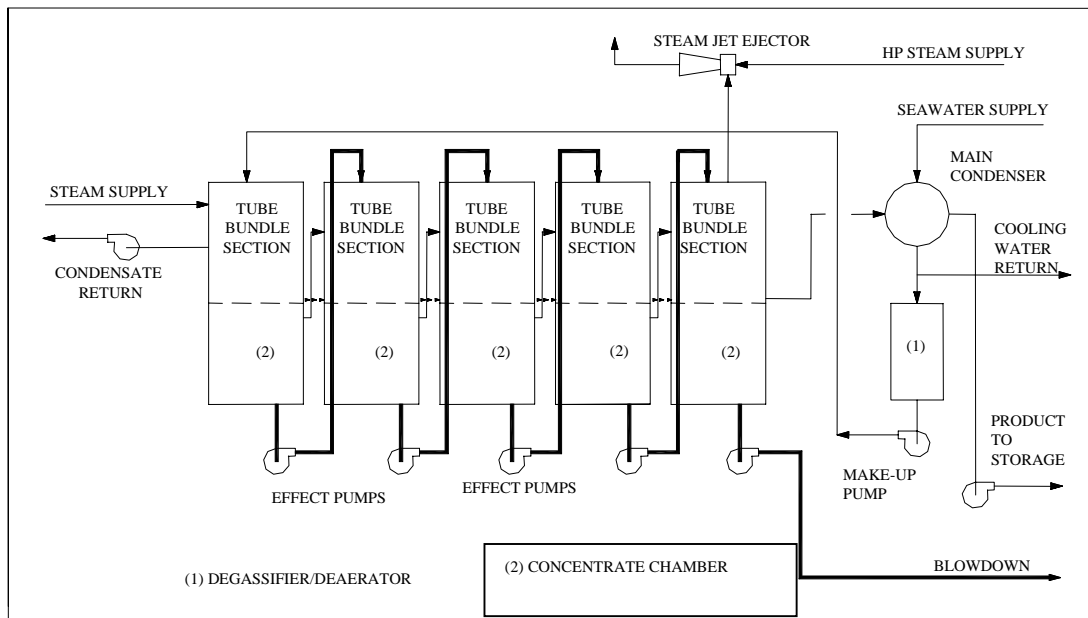 STEAM JET EJECTOR
HP STEAM SUPPLY
SEAWATER SUPPLY
MAIN
CONDENSER
STEAM SUPPLY
TUBE
BUNDLE
SECTION
TUBE
BUNDLE
SECTION
TUBE
BUNDLE
SECTION
TUBE
BUNDLE
SECTION
TUBE
BUNDLE
SECTION
COOLING
WATER
RETURN
CONDENSATE
RETURN
(2)
(2)
(2)
(2)
(2)
(1)
PRODUCT
TO
STORAGE
MAKE-UP
PUMP
EFFECT PUMPS
EFFECT PUMPS
(1) DEGASSIFIER/DEAERATOR
(2) CONCENTRATE CHAMBER
BLOWDOWN